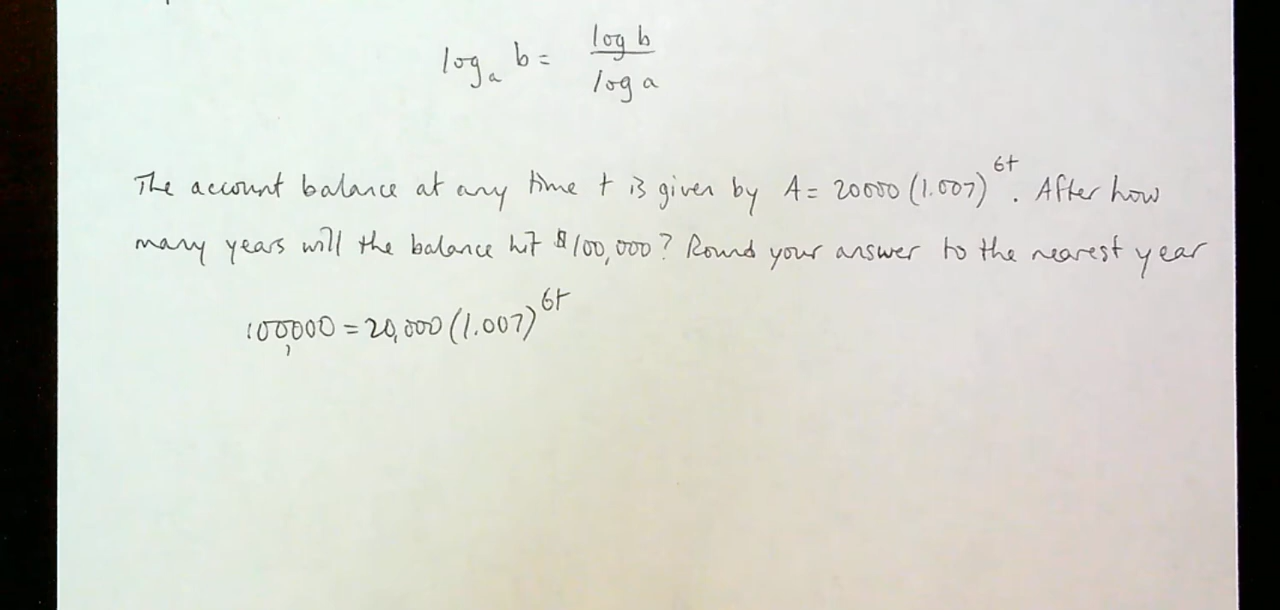 log_a b = log b / log a
The account balance at any time t is given by A = 20000 (1.007)^6t. After how
many years will the balance hit $100,000? Round your answer to the nearest year
100,000 = 20,000 (1.007)^6t